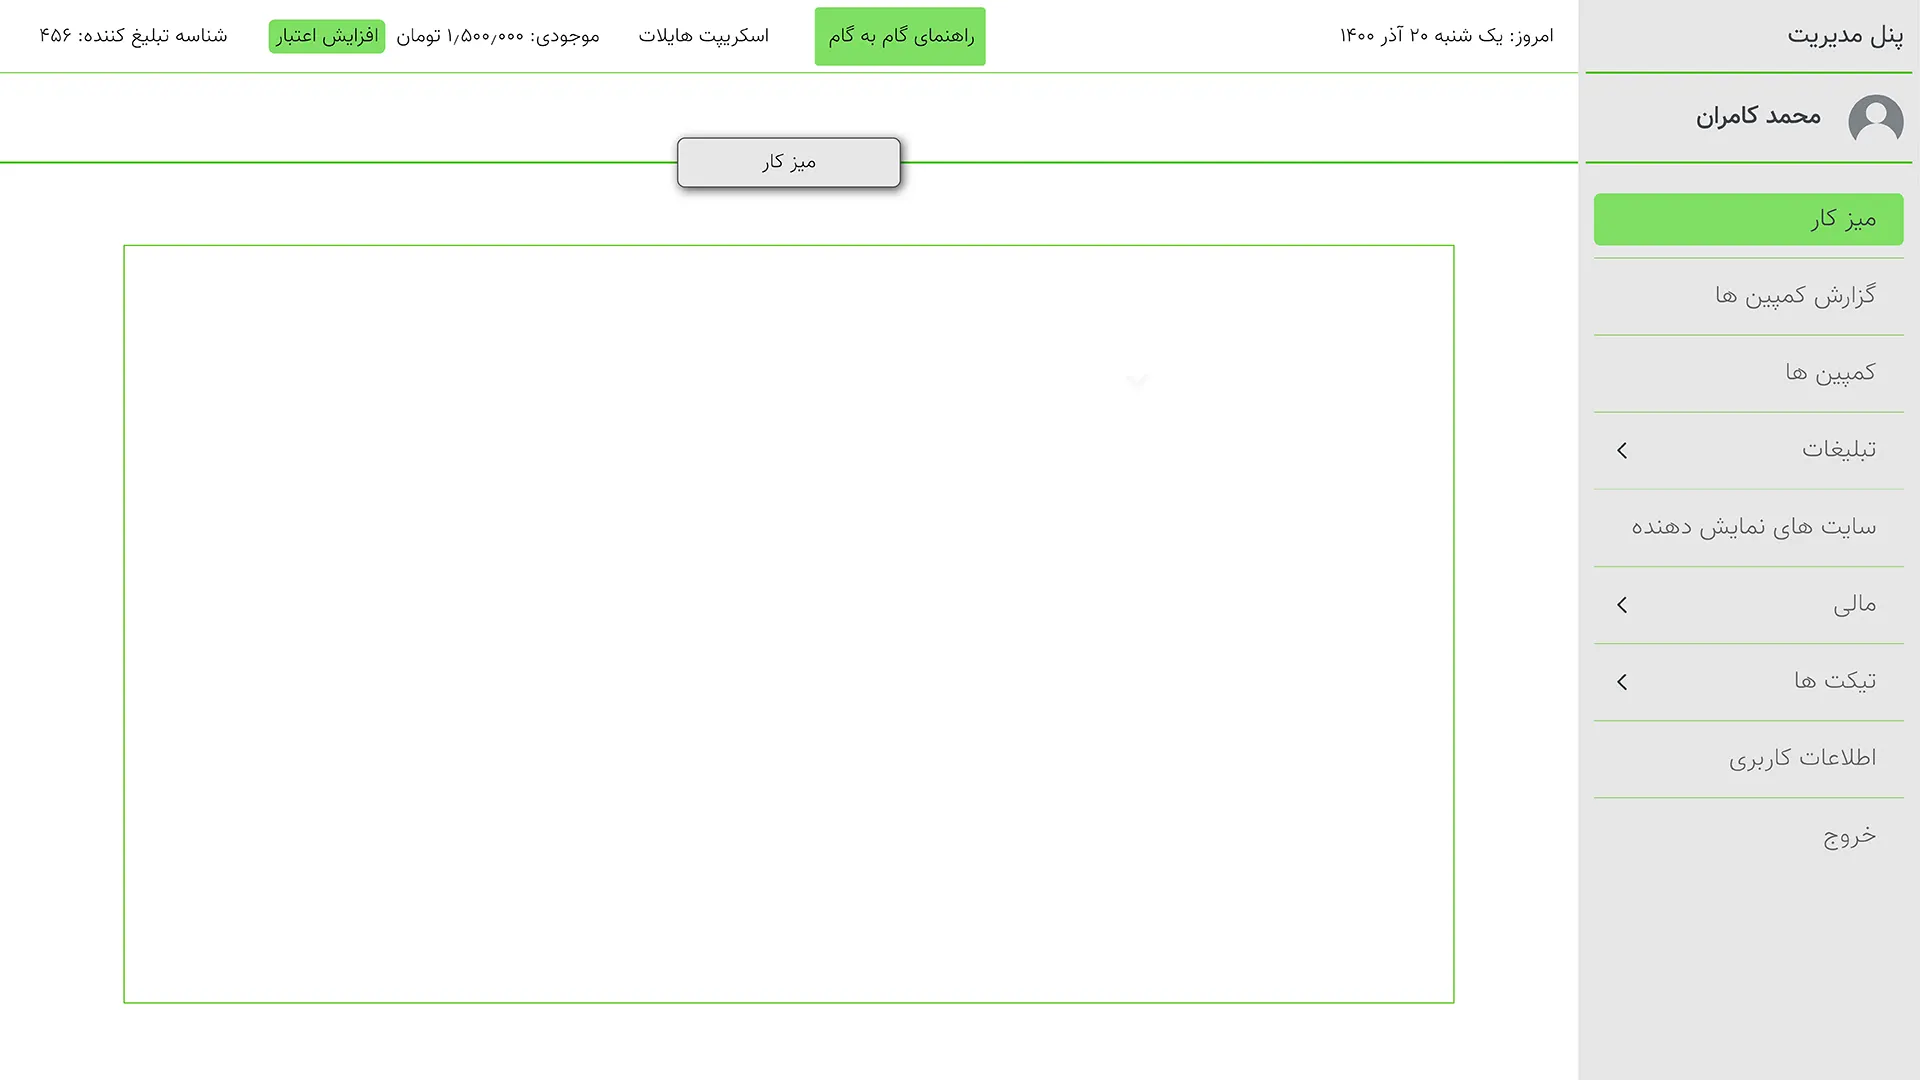 پنل مدیریت
امروز: یک شنبه ۲۰ آذر ۱۴۰۰
راهنمای گام به گام
اسکریپت هایلات
موجودی: ۱٫۵۰۰٫۰۰۰ تومان
افزایش اعتبار
شناسه تبلیغ کننده: ۴۵۶
محمد کامران
میز کار
گزارش کمپین ها
کمپین ها
تبلیغات
سایت های نمایش دهنده
مالی
تیکت ها
اطلاعات کاربری
خروج
میز کار